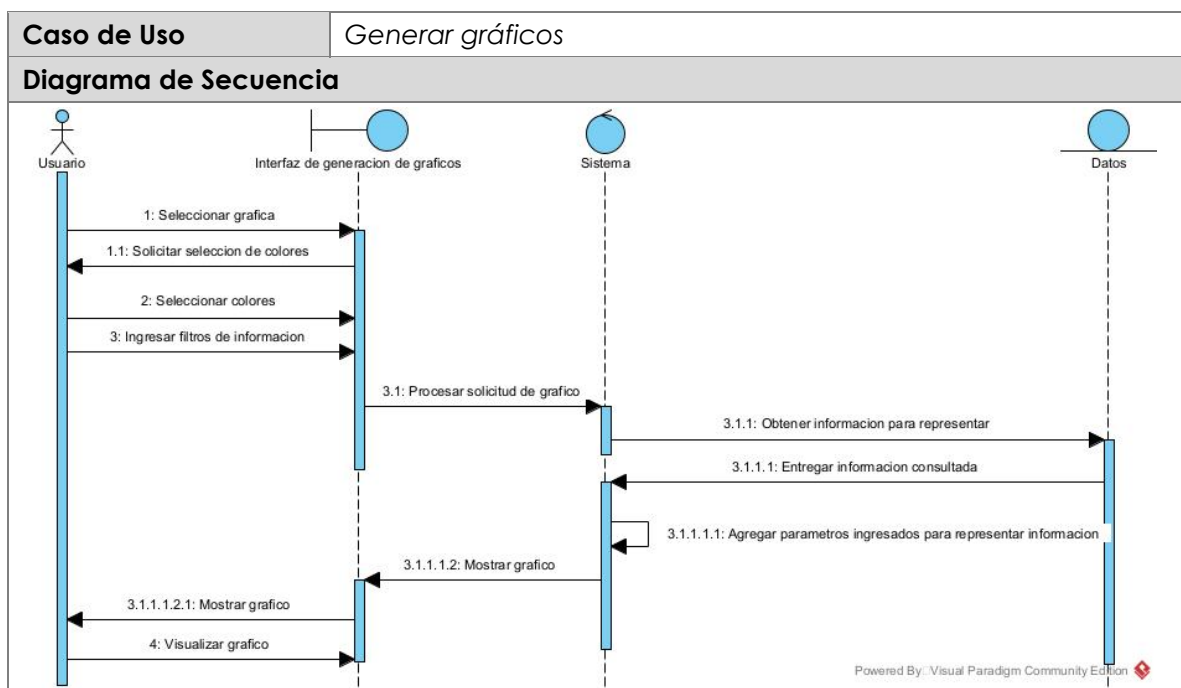 Caso de Uso
Generar gráficos
Diagrama de Secuencia
Usuario
Interfaz de generacion de graficos
Sistema
Datos
1: Seleccionar grafica
1.1: Solicitar seleccion de colores
2: Seleccionar colores
3: Ingresar filtros de informacion
3.1: Procesar solicitud de grafico
3.1.1: Obtener informacion para representar
3.1.1.1: Entregar informacion consultada
3.1.1.1.1: Agregar parametros ingresados para representar informacion
3.1.1.1.2: Mostrar grafico
3.1.1.1.2.1: Mostrar grafico
4: Visualizar grafico
Powered By Visual Paradigm Community Edition